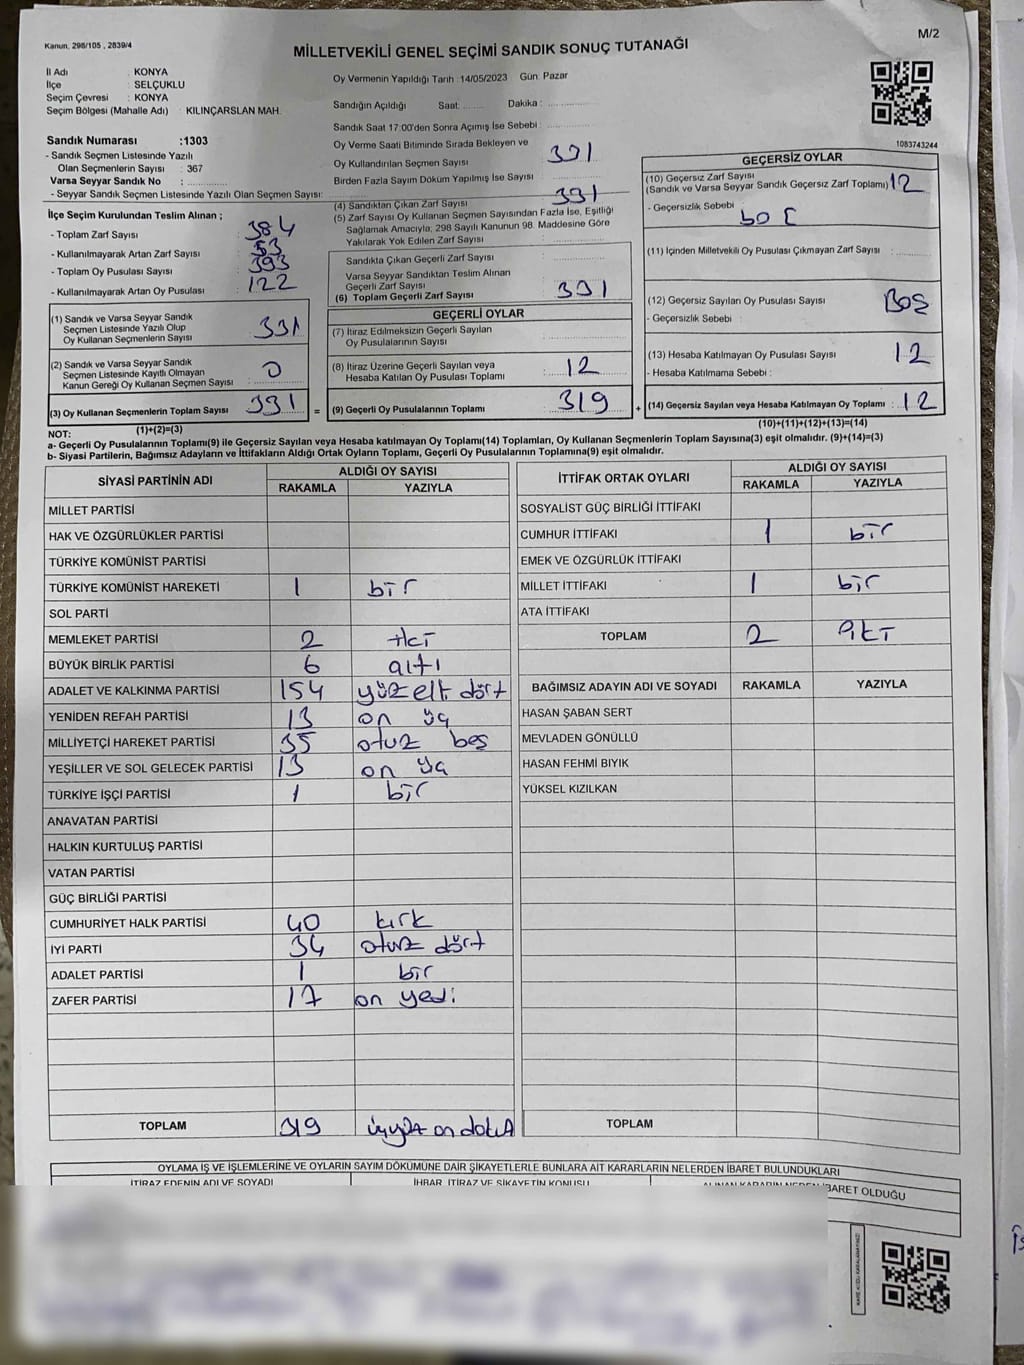 Kanun, 298/105 , 2839/4
M/2
MİLLETVEKİLİ GENEL SEÇİMİ SANDIK SONUÇ TUTANAĞI
İl Adı : KONYA
İlçe : SELÇUKLU
Seçim Çevresi : KONYA
Seçim Bölgesi (Mahalle Adı) : KILINÇARSLAN MAH.
Sandık Numarası :1303
- Sandık Seçmen Listesinde Yazılı
Olan Seçmenlerin Sayısı : 367
Varsa Seyyar Sandık No :
- Seyyar Sandık Seçmen Listesinde Yazılı Olan Seçmen Sayısı:
Oy Vermenin Yapıldığı Tarih :14/05/2023 Gün: Pazar
Sandığın Açıldığı Saat: Dakika :
Sandık Saat 17:00'den Sonra Açımış İse Sebebi :
Oy Verme Saati Bitiminde Sırada Bekleyen ve
Oy Kullandırılan Seçmen Sayısı : 331
Birden Fazla Sayım Döküm Yapılmış İse Sayısı :
(4) Sandıktan Çıkan Zarf Sayısı : 331
(5) Zarf Sayısı Oy Kullanan Seçmen Sayısından Fazla İse, Eşitliği
Sağlamak Amacıyla; 298 Sayılı Kanunun 98. Maddesine Göre
Yakılarak Yok Edilen Zarf Sayısı :
Sandıkta Çıkan Geçerli Zarf Sayısı :
Varsa Seyyar Sandıktan Teslim Alınan
Geçerli Zarf Sayısı :
(6) Toplam Geçerli Zarf Sayısı : 331
1083743244
İlçe Seçim Kurulundan Teslim Alınan ;
- Toplam Zarf Sayısı : 384
- Kullanılmayarak Artan Zarf Sayısı : 53
- Toplam Oy Pusulası Sayısı : 393
- Kullanılmayarak Artan Oy Pusulası : 122
(1) Sandık ve Varsa Seyyar Sandık
Seçmen Listesinde Yazılı Olup
Oy Kullanan Seçmenlerin Sayısı : 331
(2) Sandık ve Varsa Seyyar Sandık
Seçmen Listesinde Kayıtlı Olmayan
Kanun Gereği Oy Kullanan Seçmen Sayısı : 0
(3) Oy Kullanan Seçmenlerin Toplam Sayısı : 331
(1)+(2)=(3)
GEÇERLİ OYLAR
(7) İtiraz Edilmeksizin Geçerli Sayılan
Oy Pusulalarının Sayısı :
(8) İtiraz Üzerine Geçerli Sayılan veya
Hesaba Katılan Oy Pusulası Toplamı : 12
= (9) Geçerli Oy Pusulalarının Toplamı : 319
GEÇERSİZ OYLAR
(10) Geçersiz Zarf Sayısı
(Sandık ve Varsa Seyyar Sandık Geçersiz Zarf Toplamı) 12
- Geçersizlik Sebebi :
(11) İçinden Milletvekili Oy Pusulası Çıkmayan Zarf Sayısı :
(12) Geçersiz Sayılan Oy Pusulası Sayısı : Boş
- Geçersizlik Sebebi :
(13) Hesaba Katılmayan Oy Pusulası Sayısı : 12
- Hesaba Katılmama Sebebi :
+ (14) Geçersiz Sayılan veya Hesaba Katılmayan Oy Toplamı : 12
(10)+(11)+(12)+(13)=(14)
NOT:
a- Geçerli Oy Pusulalarının Toplamı(9) ile Geçersiz Sayılan veya Hesaba katılmayan Oy Toplamı(14) Toplamları, Oy Kullanan Seçmenlerin Toplam Sayısına(3) eşit olmalıdır. (9)+(14)=(3)
b- Siyasi Partilerin, Bağımsız Adayların ve İttifakların Aldığı Ortak Oyların Toplamı, Geçerli Oy Pusulalarının Toplamına(9) eşit olmalıdır.
SİYASİ PARTİNİN ADI ALDIĞI OY SAYISI
RAKAMLA YAZIYLA
MİLLET PARTİSİ
HAK VE ÖZGÜRLÜKLER PARTİSİ
TÜRKİYE KOMÜNİST PARTİSİ
TÜRKİYE KOMÜNİST HAREKETİ 1 bir
SOL PARTİ
MEMLEKET PARTİSİ 2 iki
BÜYÜK BİRLİK PARTİSİ 6 altı
ADALET VE KALKINMA PARTİSİ 154 yüz elli dört
YENİDEN REFAH PARTİSİ 13 on üç
MİLLİYETÇİ HAREKET PARTİSİ 35 otuz beş
YEŞİLLER VE SOL GELECEK PARTİSİ 13 on üç
TÜRKİYE İŞÇİ PARTİSİ 1 bir
ANAVATAN PARTİSİ
HALKIN KURTULUŞ PARTİSİ
VATAN PARTİSİ
GÜÇ BİRLİĞİ PARTİSİ
CUMHURİYET HALK PARTİSİ 40 kırk
İYİ PARTİ 34 otuz dört
ADALET PARTİSİ 1 bir
ZAFER PARTİSİ 17 on yedi
TOPLAM 319 üçyüz on dokuz
İTTİFAK ORTAK OYLARI ALDIĞI OY SAYISI
RAKAMLA YAZIYLA
SOSYALİST GÜÇ BİRLİĞİ İTTİFAKI
CUMHUR İTTİFAKI 1 bir
EMEK VE ÖZGÜRLÜK İTTİFAKI
MİLLET İTTİFAKI 1 bir
ATA İTTİFAKI
TOPLAM 2 iki
BAĞIMSIZ ADAYIN ADI VE SOYADI RAKAMLA YAZIYLA
HASAN ŞABAN SERT
MEVLADEN GÖNÜLLÜ
HASAN FEHMİ BIYIK
YÜKSEL KIZILKAN
TOPLAM
OYLAMA İŞ VE İŞLEMLERİNE VE OYLARIN SAYIM DÖKÜMÜNE DAİR ŞİKAYETLERLE BUNLARA AİT KARARLARIN NELERDEN İBARET BULUNDUKLARI
İTİRAZ EDENİN ADI VE SOYADI İHBAR, İTİRAZ VE ŞİKAYETİN KONUSU ALINAN KARARIN NEDEN İBARET OLDUĞU